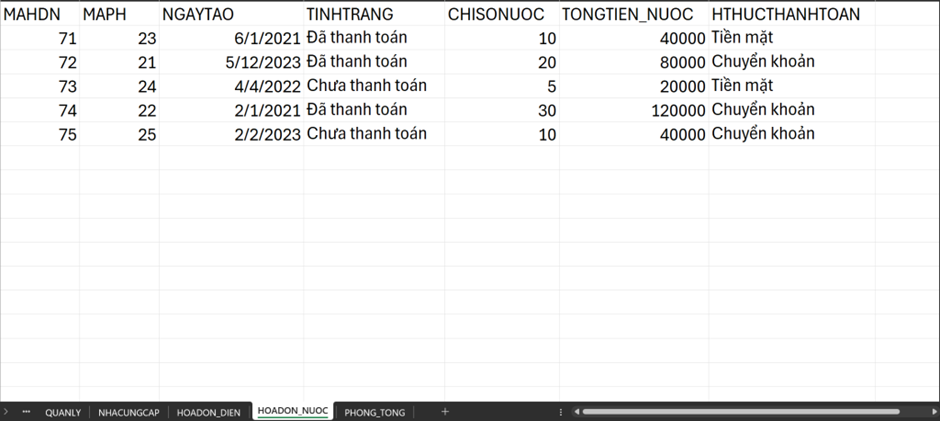 MAHDN MAPH NGAYTAO TINHTRANG CHISONUOC TONGTIEN_NUOC HTHUCTHANHTOAN
71 23 6/1/2021 Đã thanh toán 10 40000 Tiền mặt
72 21 5/12/2023 Đã thanh toán 20 80000 Chuyển khoản
73 24 4/4/2022 Chưa thanh toán 5 20000 Tiền mặt
74 22 2/1/2021 Đã thanh toán 30 120000 Chuyển khoản
75 25 2/2/2023 Chưa thanh toán 10 40000 Chuyển khoản
QUANLY NHACUNGCAP HOADON_DIEN HOADON_NUOC PHONG_TONG